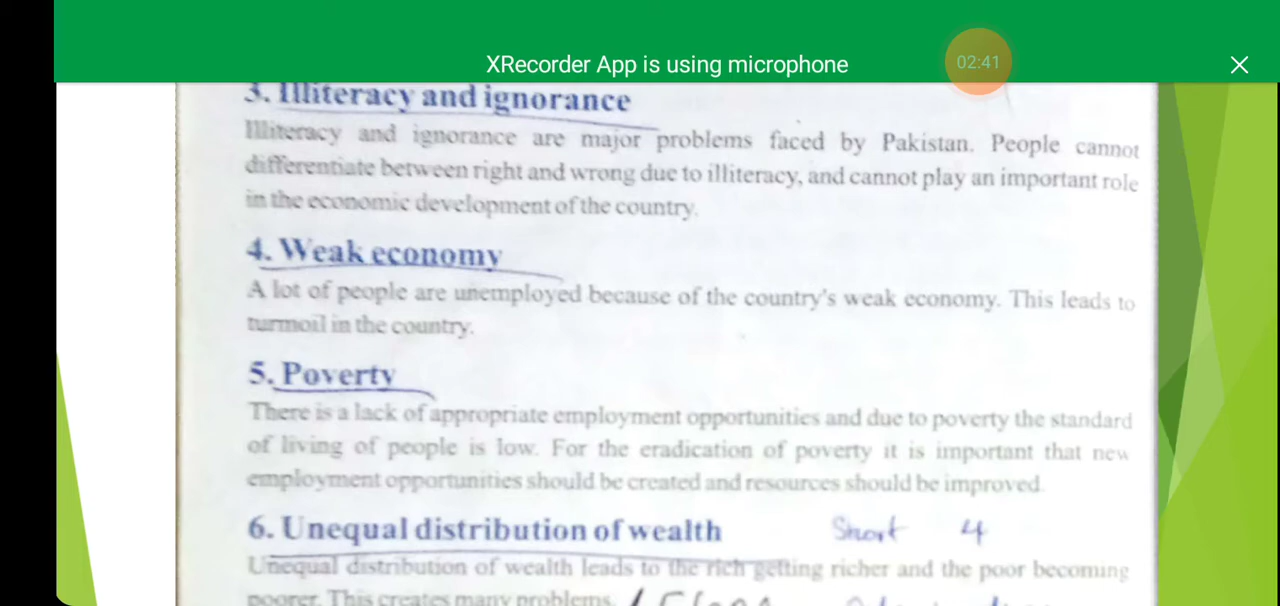 XRecorder App is using microphone
02:41
3. Illiteracy and ignorance
Illiteracy and ignorance are major problems faced by Pakistan. People cannot
differentiate between right and wrong due to illiteracy, and cannot play an important role
in the economic development of the country.
4. Weak economy
A lot of people are unemployed because of the country's weak economy. This leads to
turmoil in the country.
5. Poverty
There is a lack of appropriate employment opportunities and due to poverty the standard
of living of people is low. For the eradication of poverty it is important that new
employment opportunities should be created and resources should be improved.
6. Unequal distribution of wealth Short 4
Unequal distribution of wealth leads to the rich getting richer and the poor becoming
poorer. This creates many problems.